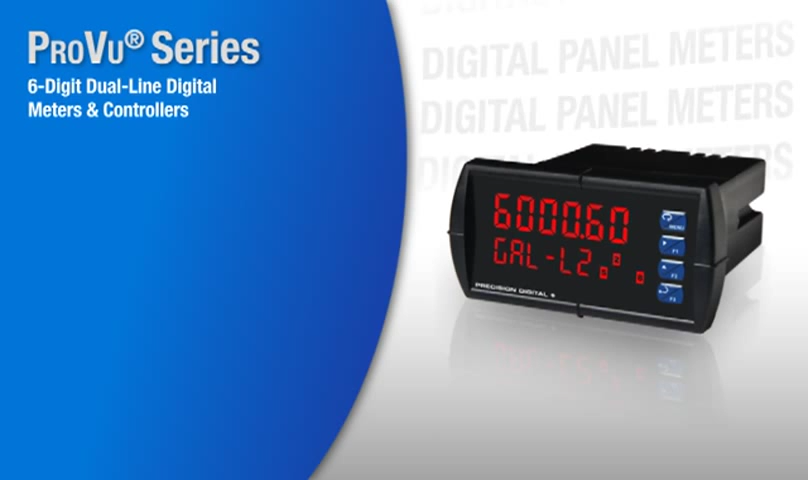 ProVu® Series
6-Digit Dual-Line Digital
Meters & Controllers
DIGITAL PANEL METERS
DIGITAL PANEL METERS
6000.60
GAL-L2
MENU
F1
F2
F3
PRECISION DIGITAL